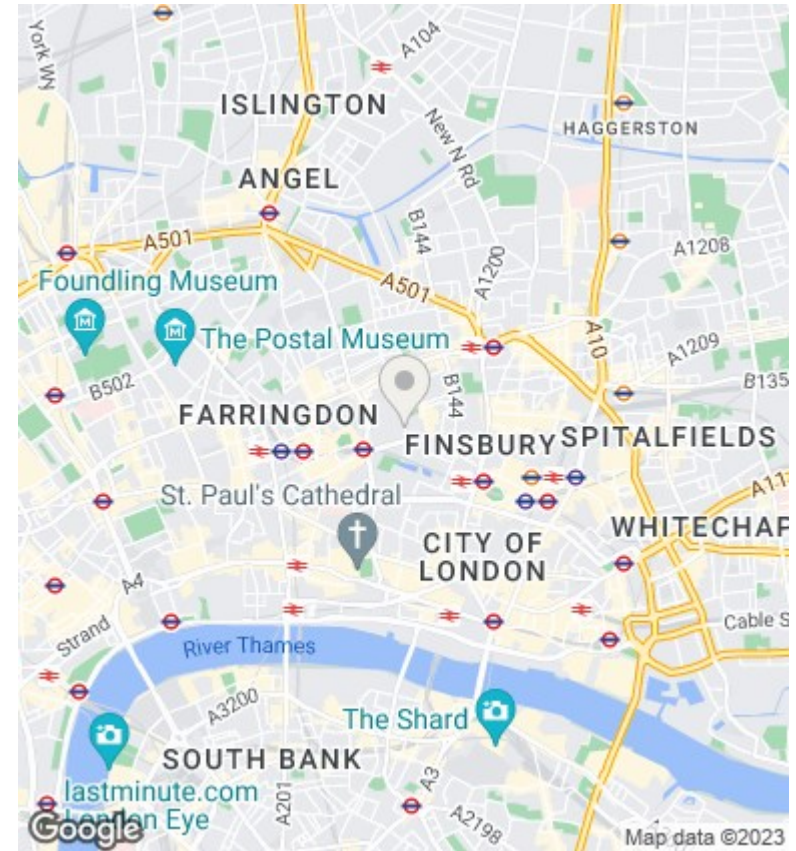 York WY
A104
ISLINGTON
HAGGERSTON
New N Rd
ANGEL
A501
B144
A1200
A1208
Foundling Museum
A501
The Postal Museum
A10
A1209
B135
B502
B144
FARRINGDON
FINSBURY
SPITALFIELDS
St. Paul's Cathedral
A11
WHITECHAP
CITY OF
LONDON
A4
Strand
Cable S
River Thames
A3200
The Shard
SOUTH BANK
A3
lastminute.com
London Eye
A201
A2198
Google
Map data ©2023